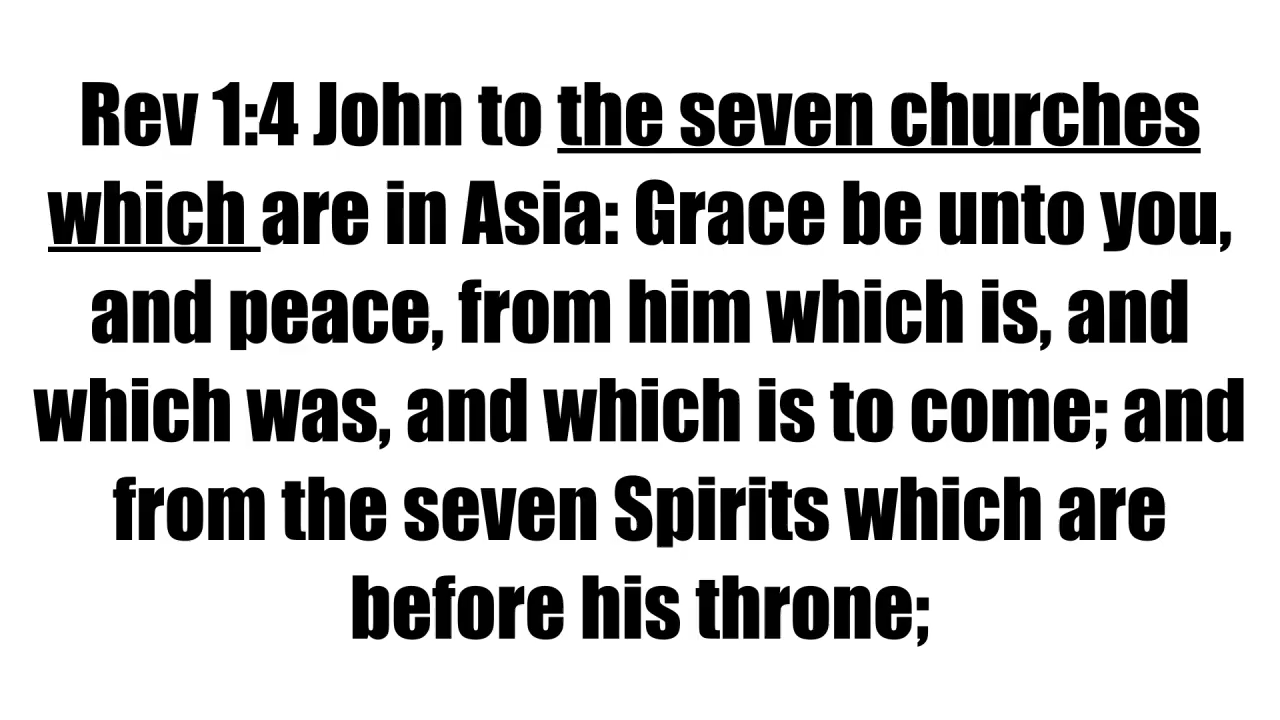 Rev 1:4 John to the seven churches
which are in Asia: Grace be unto you,
and peace, from him which is, and
which was, and which is to come; and
from the seven Spirits which are
before his throne;